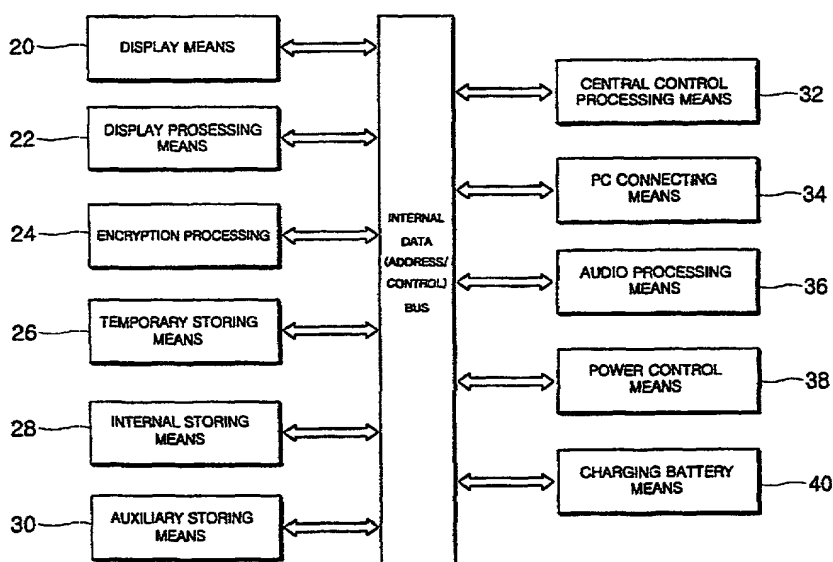 20
DISPLAY MEANS
22
DISPLAY PROSESSING
MEANS
24
ENCRYPTION PROCESSING
26
TEMPORARY STORING
MEANS
28
INTERNAL STORING
MEANS
30
AUXILIARY STORING
MEANS
INTERNAL
DATA
(ADDRESS/
CONTROL)
BUS
CENTRAL CONTROL
PROCESSING MEANS
32
PC CONNECTING
MEANS
34
AUDIO PROCESSING
MEANS
36
POWER CONTROL
MEANS
38
CHARGING BATTERY
MEANS
40